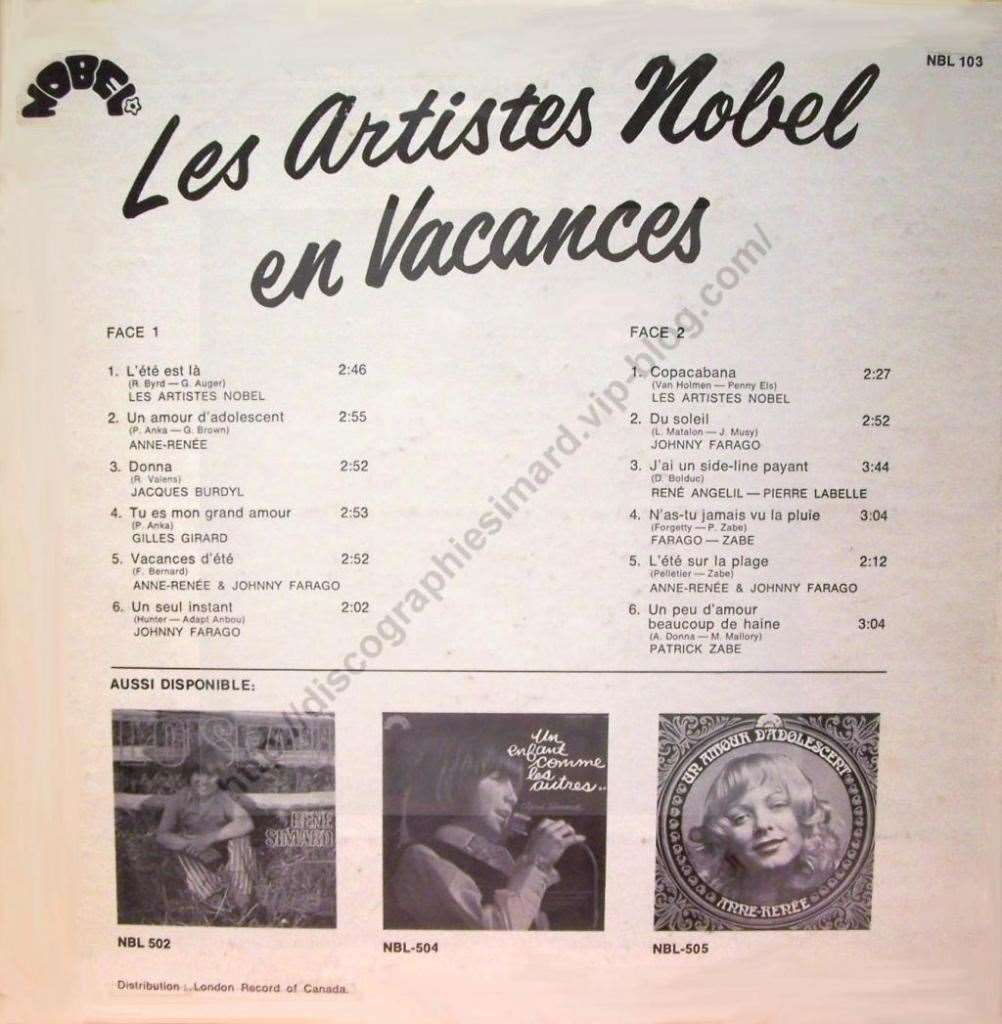 NOBEL
NBL 103
Les Artistes Nobel
en Vacances
FACE 1
1. L'été est là 2:46
(R. Byrd — G. Auger)
LES ARTISTES NOBEL
2. Un amour d'adolescent 2:55
(P. Anka — G. Brown)
ANNE-RENÉE
3. Donna 2:52
(R. Valens)
JACQUES BURDYL
4. Tu es mon grand amour 2:53
(P. Anka)
GILLES GIRARD
5. Vacances d'été 2:52
(F. Bernard)
ANNE-RENÉE & JOHNNY FARAGO
6. Un seul instant 2:02
(Hunter — Adapt Anbou)
JOHNNY FARAGO
FACE 2
1. Copacabana 2:27
(Van Holmen — Penny Els)
LES ARTISTES NOBEL
2. Du soleil 2:52
(L. Matalon — J. Musy)
JOHNNY FARAGO
3. J'ai un side-line payant 3:44
(D. Bolduc)
RENÉ ANGELIL — PIERRE LABELLE
4. N'as-tu jamais vu la pluie 3:04
(Forgetty — P. Zabe)
FARAGO — ZABE
5. L'été sur la plage 2:12
(Pelletier — Zabe)
ANNE-RENÉE & JOHNNY FARAGO
6. Un peu d'amour
beaucoup de haine 3:04
(A. Donna — M. Mallory)
PATRICK ZABE
http://discographiesimard.vip-blog.com/
AUSSI DISPONIBLE:
RENÉ
SIMARD
Un
enfant
comme
les
autres..
UN AMOUR D'ADOLESCENT
ANNE-RENÉE
NBL 502
NBL-504
NBL-505
Distribution: London Record of Canada.